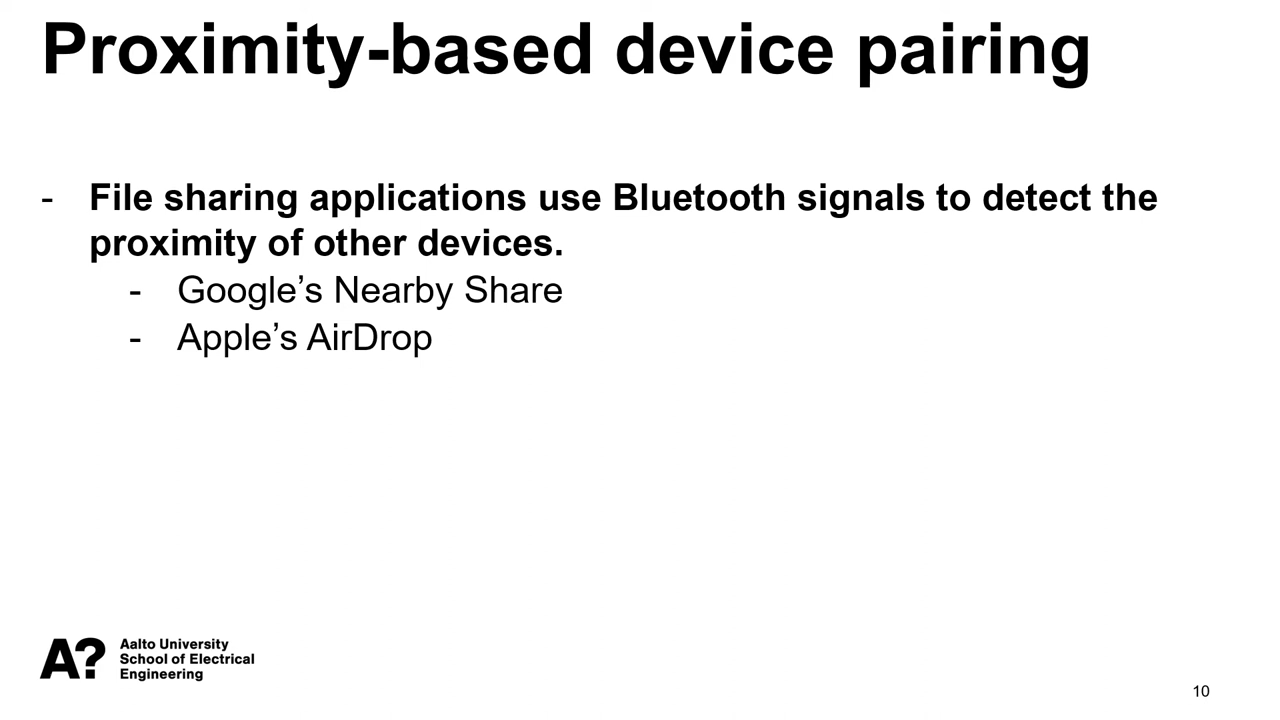 Proximity-based device pairing
- File sharing applications use Bluetooth signals to detect the
proximity of other devices.
- Google’s Nearby Share
- Apple’s AirDrop
A?
Aalto University
School of Electrical
Engineering
10